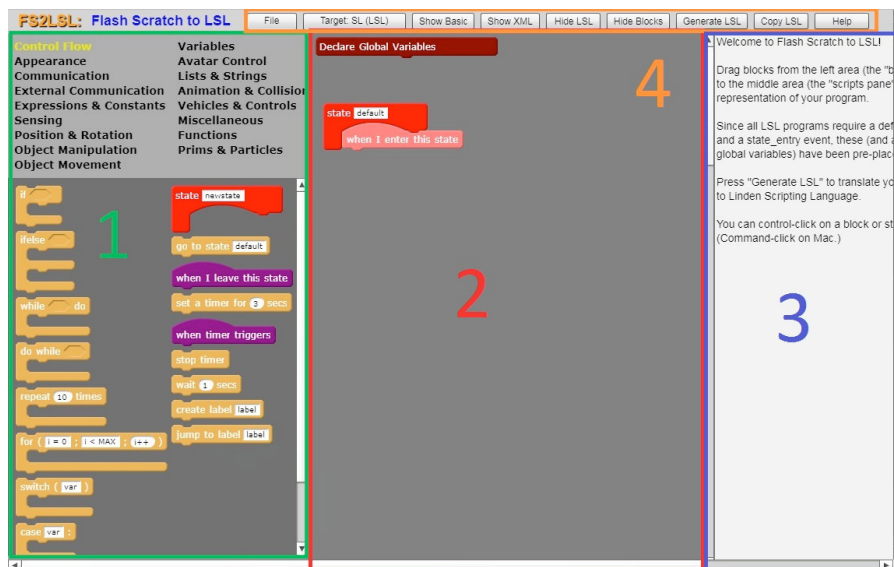 FS2LSL: Flash Scratch to LSL
File
Target: SL (LSL)
Show Basic
Show XML
Hide LSL
Hide Blocks
Generate LSL
Copy LSL
Help
Control Flow
Appearance
Communication
External Communication
Expressions & Constants
Sensing
Position & Rotation
Object Manipulation
Object Movement
Variables
Avatar Control
Lists & Strings
Animation & Collision
Vehicles & Controls
Miscellaneous
Functions
Prims & Particles
1
if
ifelse
while do
do while
repeat 10 times
for ( i = 0 ; i < MAX ; i++ )
switch ( var )
case var :
state newstate
go to state default
when I leave this state
set a timer for 3 secs
when timer triggers
stop timer
wait 1 secs
create label label
jump to label label
Declare Global Variables
state default
when I enter this state
2
4
Welcome to Flash Scratch to LSL!
Drag blocks from the left area (the "b
to the middle area (the "scripts pane"
representation of your program.
Since all LSL programs require a def
and a state_entry event, these (and a
global variables) have been pre-plac
Press "Generate LSL" to translate yo
to Linden Scripting Language.
You can control-click on a block or st
(Command-click on Mac.)
3